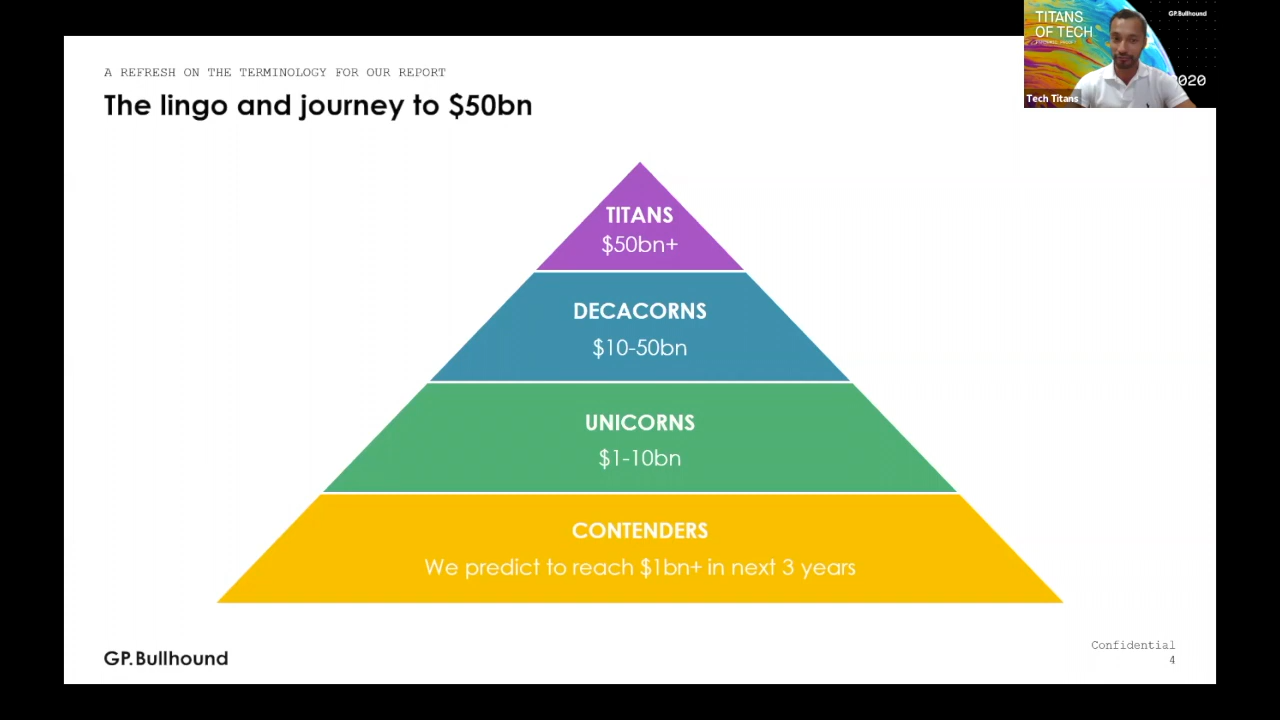 A REFRESH ON THE TERMINOLOGY FOR OUR REPORT
The lingo and journey to $50bn
TITANS
OF TECH
GP.Bullhound
2020
Tech Titans
TITANS
$50bn+
DECACORNS
$10-50bn
UNICORNS
$1-10bn
CONTENDERS
We predict to reach $1bn+ in next 3 years
GP.Bullhound
Confidential
4